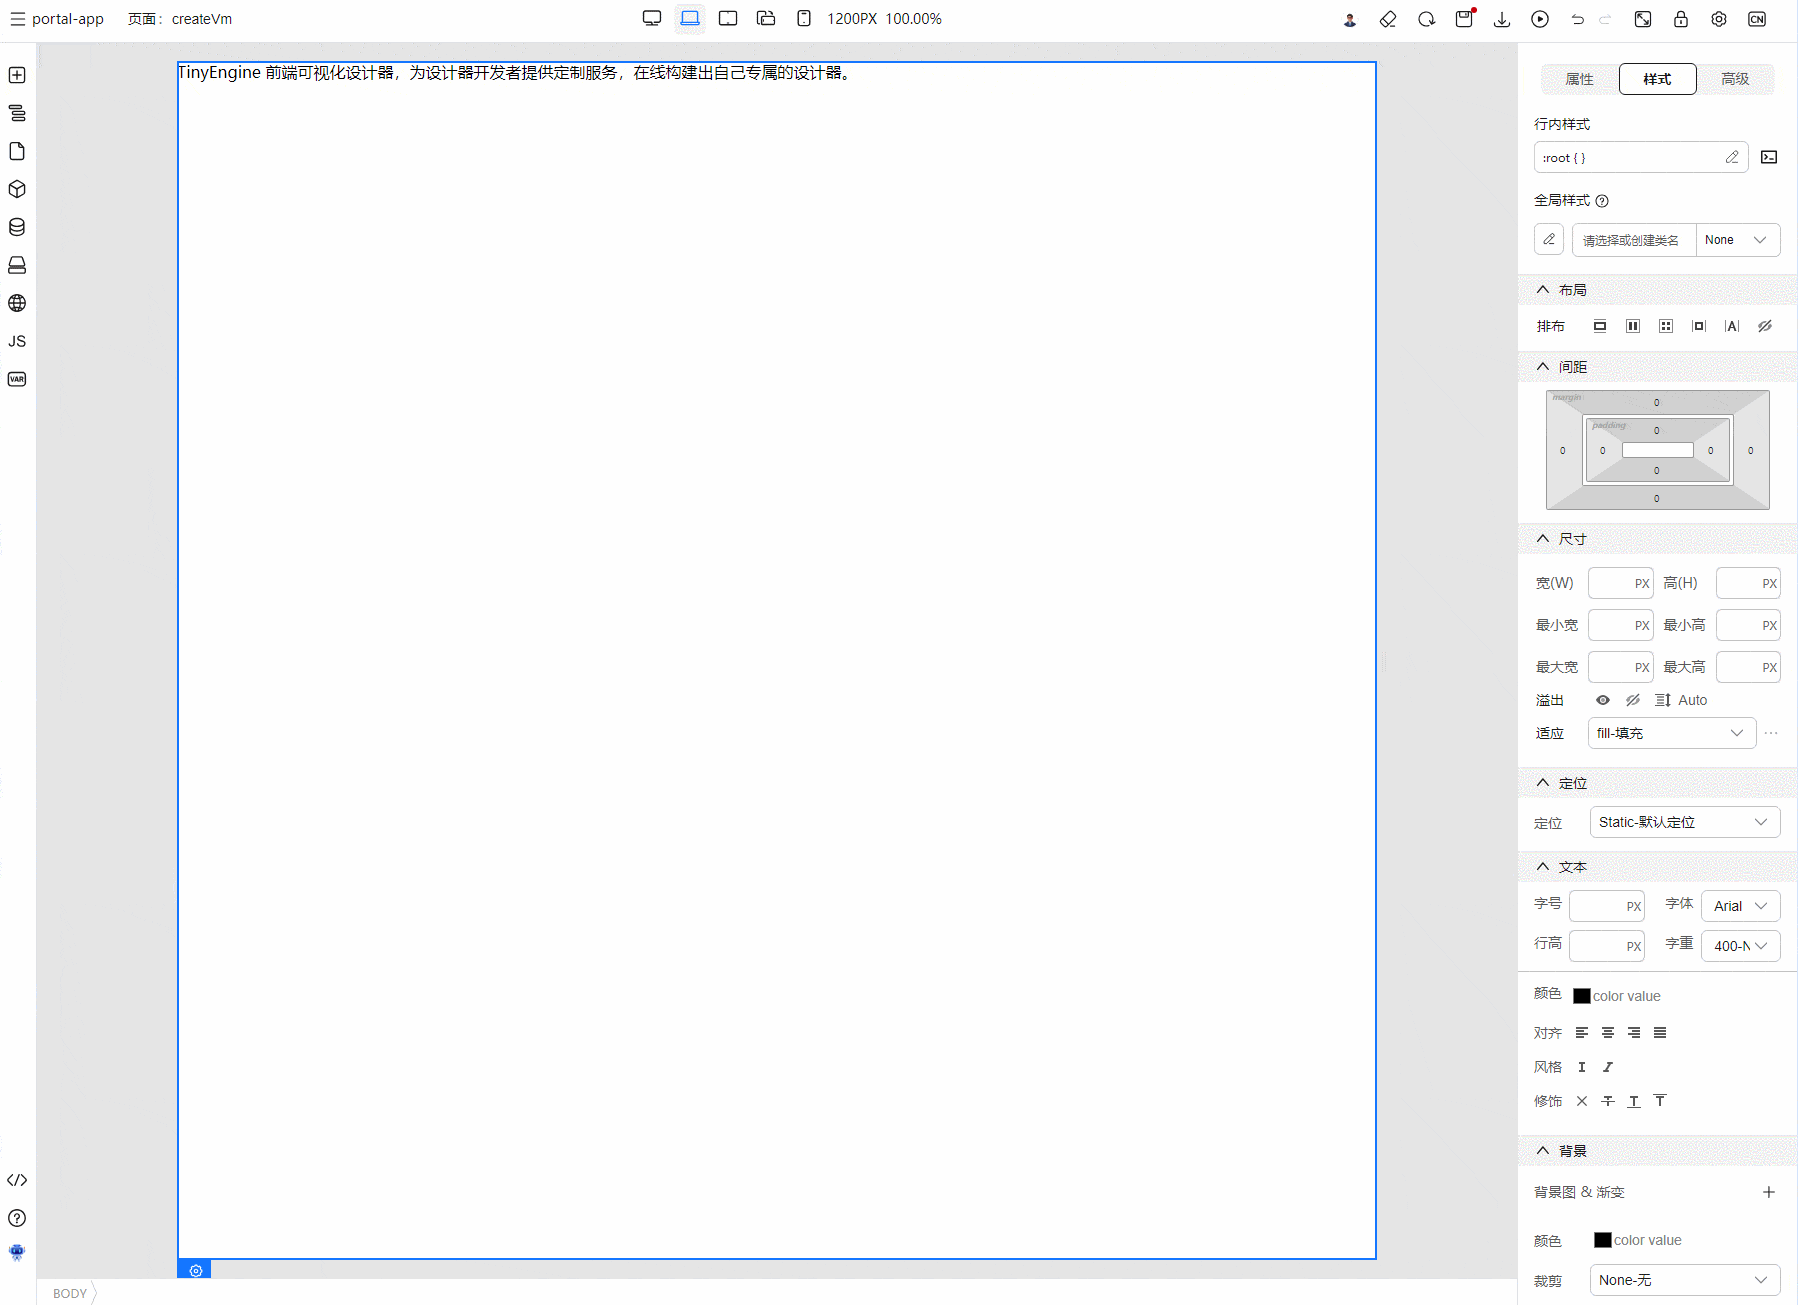 portal-app 页面：createVm 1200PX 100.00% CN
TinyEngine 前端可视化设计器，为设计器开发者提供定制服务，在线构建出自己专属的设计器。
JS
VAR
BODY
属性 样式 高级
行内样式
:root { }
全局样式
请选择或创建类名 None
布局
排布 A
间距
margin 0
padding 0
0 0 0 0
0
0
尺寸
宽(W) PX 高(H) PX
最小宽 PX 最小高 PX
最大宽 PX 最大高 PX
溢出 Auto
适应 fill-填充
定位
定位 Static-默认定位
文本
字号 PX 字体 Arial
行高 PX 字重 400-N
颜色 color value
对齐
风格
修饰
背景
背景图 & 渐变
颜色 color value
裁剪 None-无